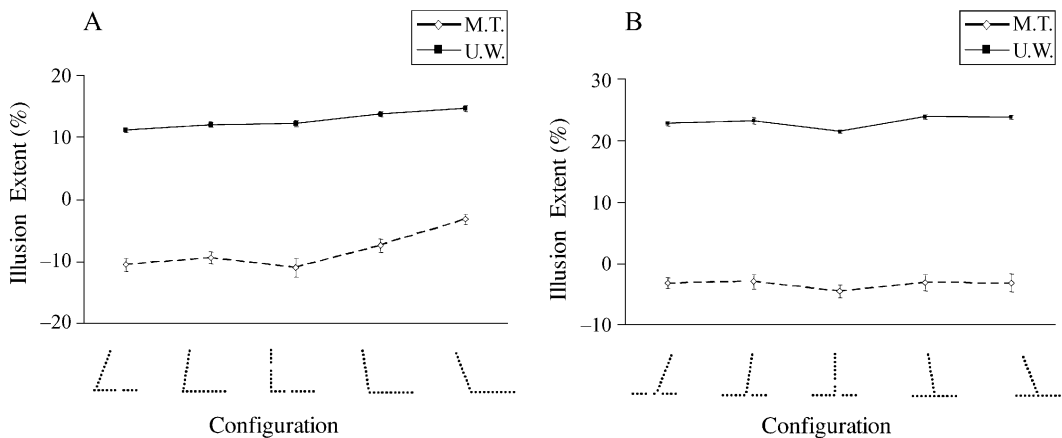 A
M.T.
U.W.
20
10
0
–10
–20
Illusion Extent (%)
Configuration
B
M.T.
U.W.
30
20
10
0
–10
Illusion Extent (%)
Configuration